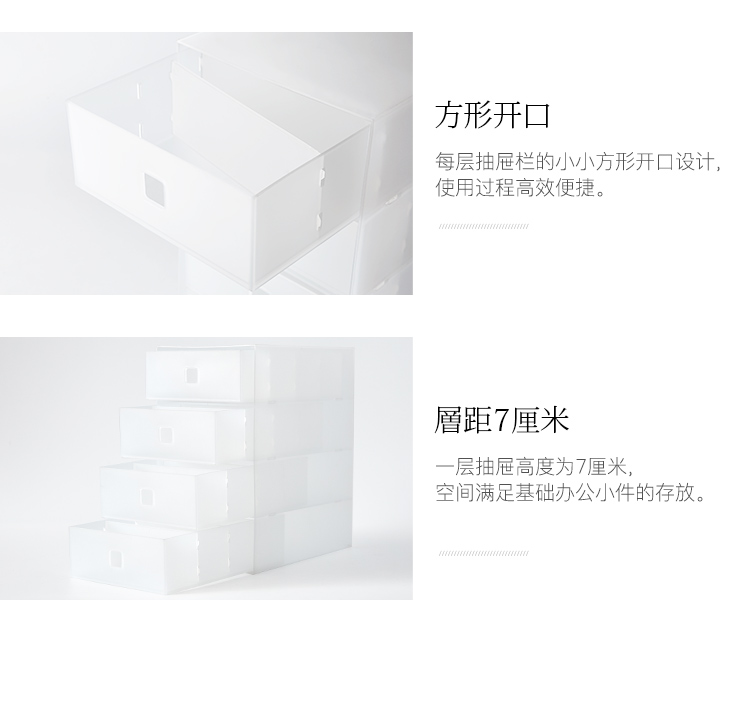 方形开口
每层抽屉栏的小小方形开口设计,
使用过程高效便捷。
層距7厘米
一层抽屉高度为7厘米,
空间满足基础办公小件的存放。